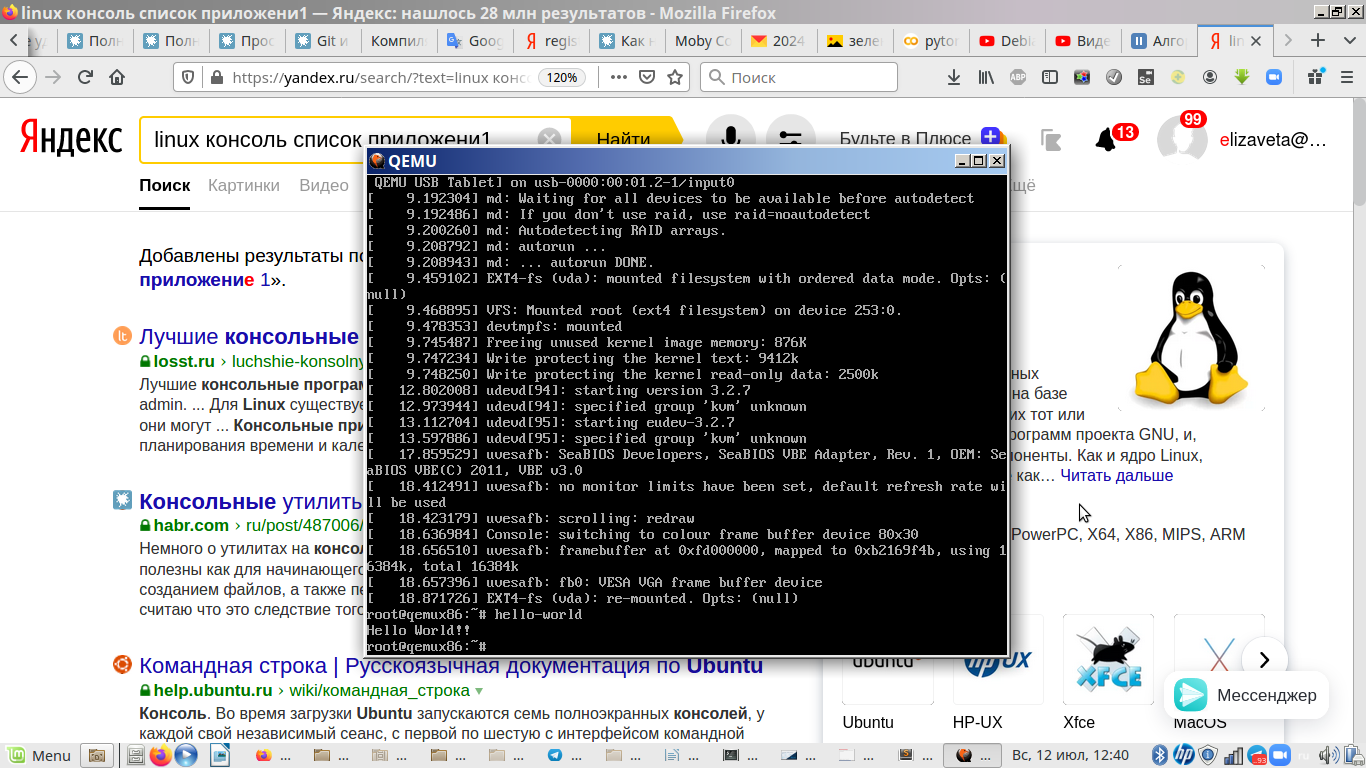 linux консоль список приложени1 — Яндекс: нашлось 28 млн результатов - Mozilla Firefox
Полн
Полн
Прос
Git и
Компил
Goog
regis
Как н
Moby Co
2024
зеле
pytor
Debia
Виде
Алго
lin
https://yandex.ru/search/?text=linux конс
120%
Поиск
Яндекс
linux консоль список приложени1
Найти
Будьте в Плюсе
13
99
elizaveta@...
Поиск
Картинки
Видео
Добавлены результаты
приложение 1».
Лучшие консольные
losst.ru › luchshie-konsolny
Лучшие консольные програм
admin. ... Для Linux существуе
они могут ... Консольные при
планирования времени и кале
Консольные утилиты
habr.com › ru/post/487006/
Немного о утилитах на консол
полезны как для начинающего
созданием файлов, а также пе
считаю что это следствие того
Командная строка | Русскоязычная документация по Ubuntu
help.ubuntu.ru › wiki/командная_строка
Консоль. Во время загрузки Ubuntu запускаются семь полноэкранных консолей, у
каждой свой независимый сеанс, с первой по шестую с интерфейсом командной
QEMU
QEMU USB Tablet] on usb-0000:00:01.2-1/input0
[    9.192304] md: Waiting for all devices to be available before autodetect
[    9.192486] md: If you don't use raid, use raid=noautodetect
[    9.200260] md: Autodetecting RAID arrays.
[    9.208792] md: autorun ...
[    9.208943] md: ... autorun DONE.
[    9.459102] EXT4-fs (vda): mounted filesystem with ordered data mode. Opts: (
null)
[    9.468895] VFS: Mounted root (ext4 filesystem) on device 253:0.
[    9.478353] devtmpfs: mounted
[    9.745487] Freeing unused kernel image memory: 876K
[    9.747234] Write protecting the kernel text: 9412k
[    9.748250] Write protecting the kernel read-only data: 2500k
[   12.802008] udevd[94]: starting version 3.2.7
[   12.973944] udevd[94]: specified group 'kvm' unknown
[   13.112704] udevd[95]: starting eudev-3.2.7
[   13.597886] udevd[95]: specified group 'kvm' unknown
[   17.859529] uvesafb: SeaBIOS Developers, SeaBIOS VBE Adapter, Rev. 1, OEM: Se
aBIOS VBE(C) 2011, VBE v3.0
[   18.412491] uvesafb: no monitor limits have been set, default refresh rate wi
ll be used
[   18.423179] uvesafb: scrolling: redraw
[   18.636984] Console: switching to colour frame buffer device 80x30
[   18.656510] uvesafb: framebuffer at 0xfd000000, mapped to 0xb2169f4b, using 1
6384k, total 16384k
[   18.657396] uvesafb: fb0: VESA VGA frame buffer device
[   18.871726] EXT4-fs (vda): re-mounted. Opts: (null)
root@qemux86:~# hello-world
Hello World!!
root@qemux86:~#
ных
на базе
их тот или
рограмм проекта GNU, и,
оненты. Как и ядро Linux,
как… Читать дальше
PowerPC, X64, X86, MIPS, ARM
ubuntu
hp UX
XFCE
X
Ubuntu
HP-UX
Xfce
MacOS
Мессенджер
Menu
Вс, 12 июл, 12:40